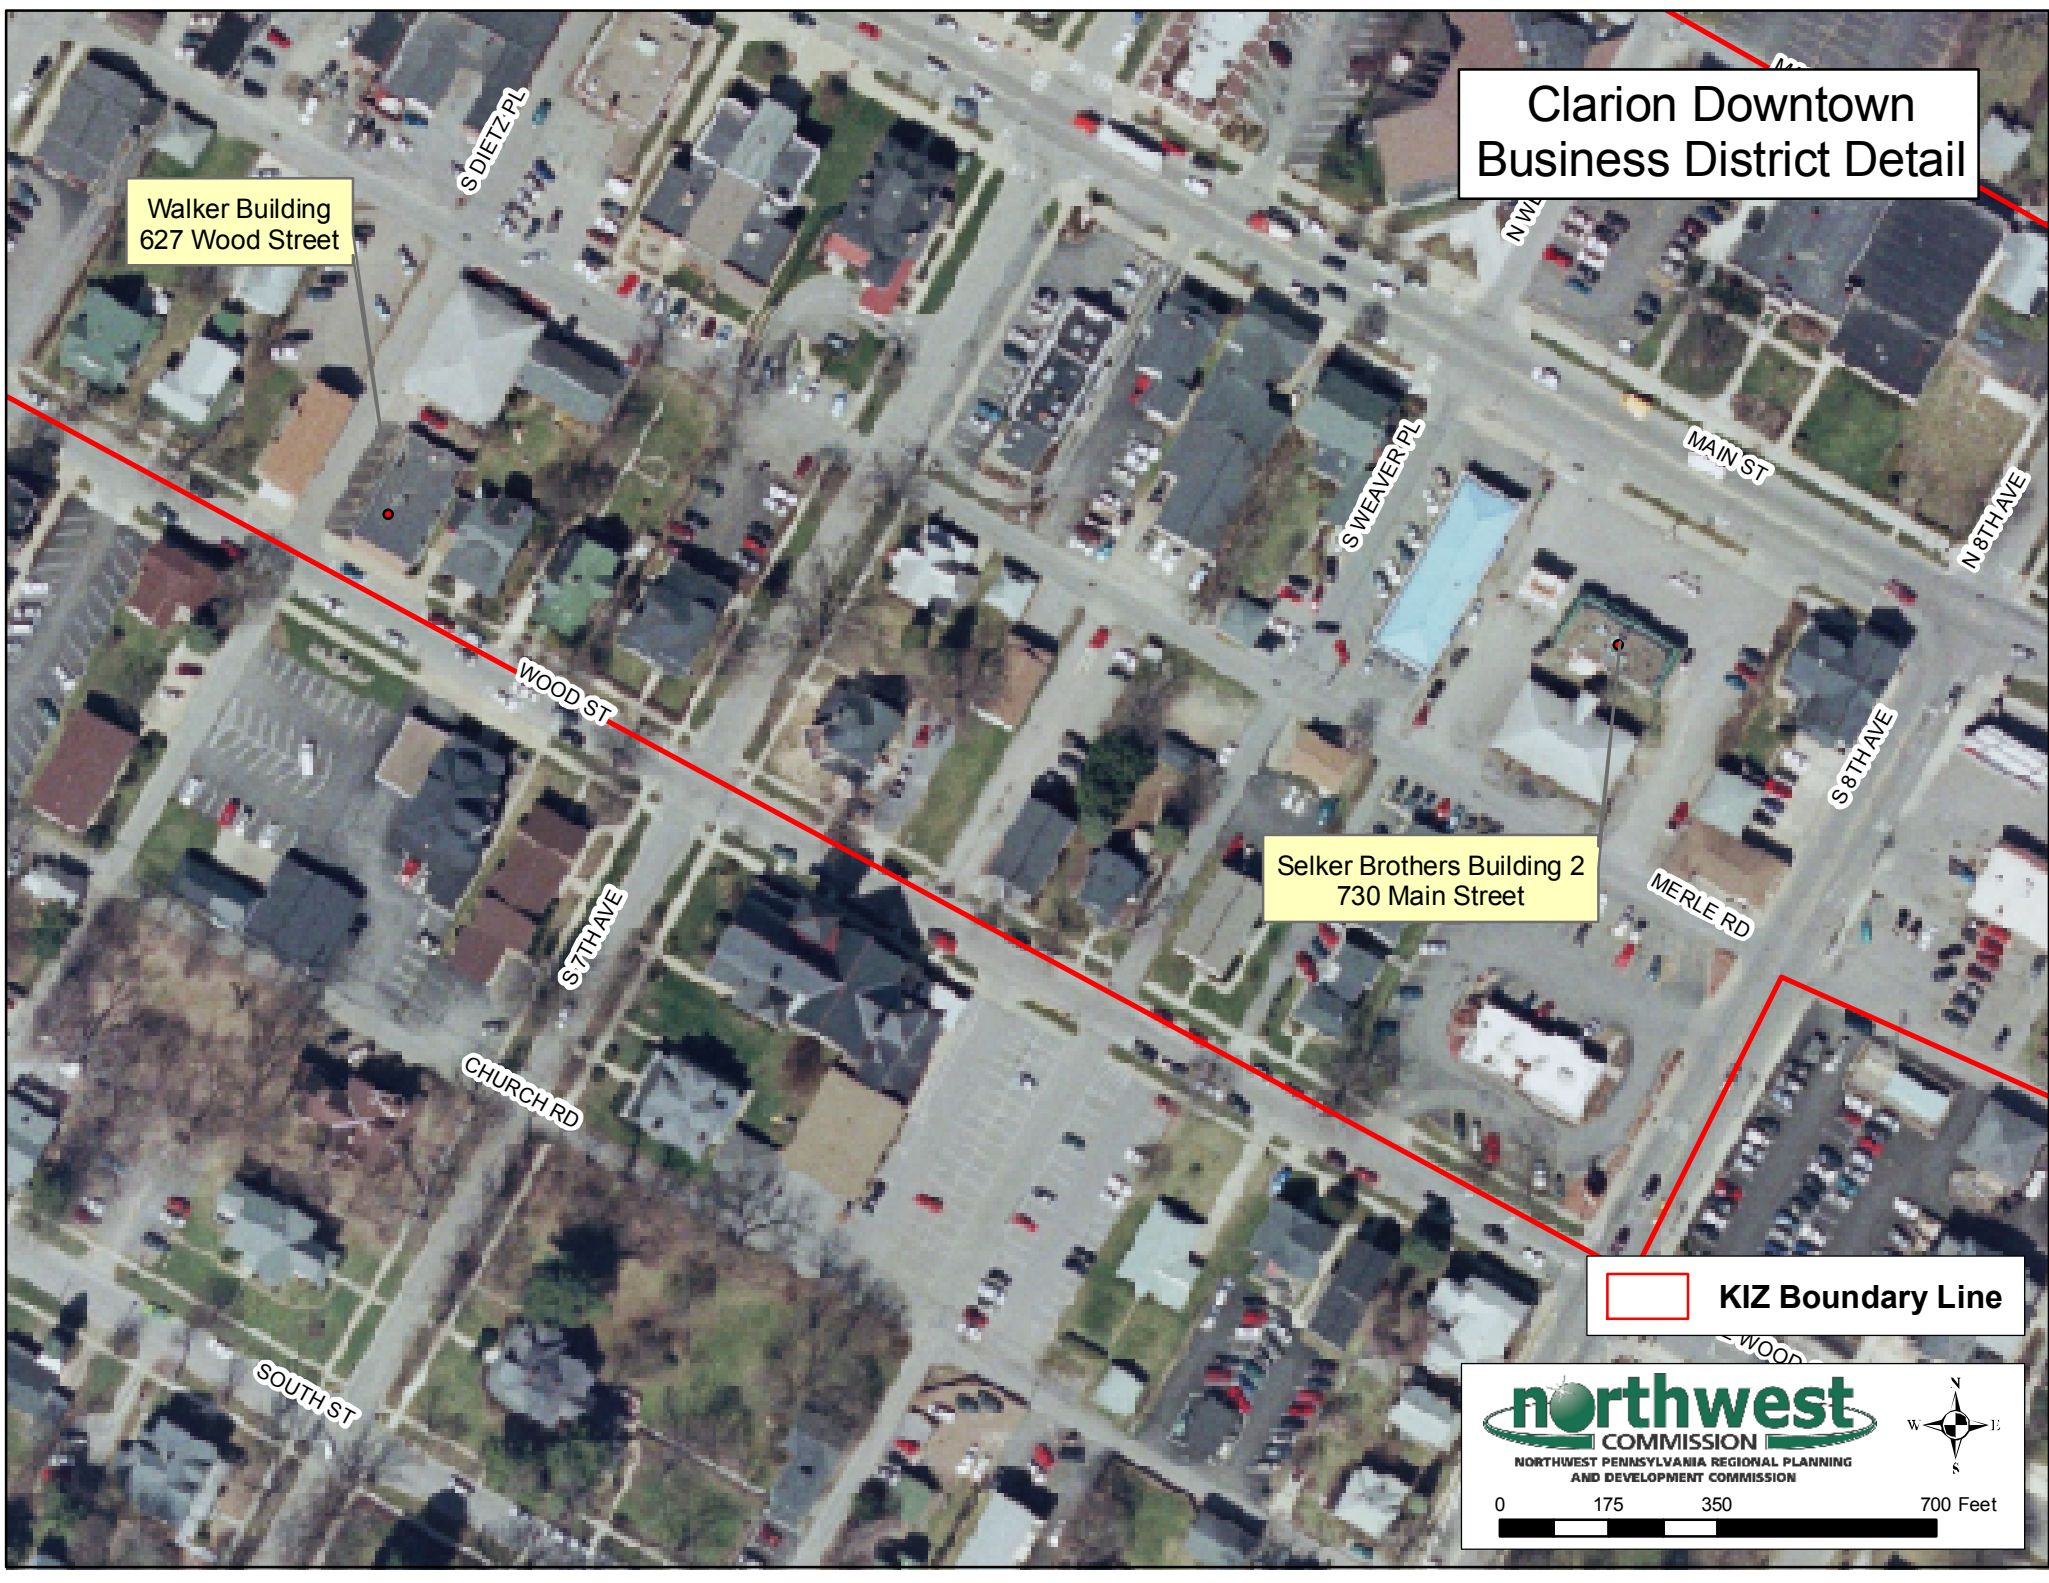 Clarion Downtown
Business District Detail
S DIETZ PL
Walker Building
627 Wood Street
MAIN ST
N 8TH AVE
S WEAVER PL
WOOD ST
S 8TH AVE
Selker Brothers Building 2
730 Main Street
MERLE RD
S 7TH AVE
CHURCH RD
SOUTH ST
KIZ Boundary Line
WOOD
northwest
COMMISSION
NORTHWEST PENNSYLVANIA REGIONAL PLANNING
AND DEVELOPMENT COMMISSION
N
W E
S
0 175 350 700 Feet